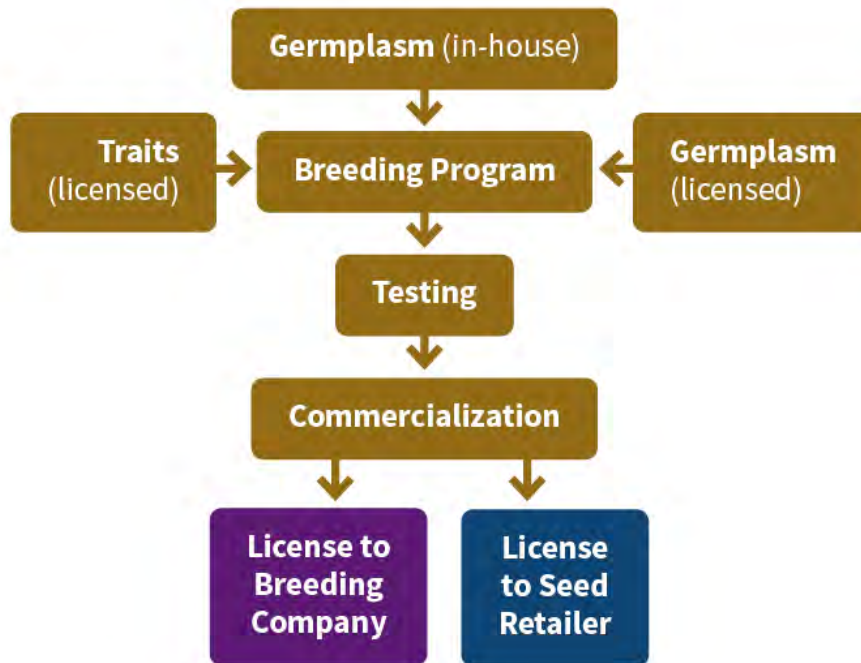 Germplasm (in-house)
Traits
(licensed)
Breeding Program
Germplasm
(licensed)
Testing
Commercialization
License to
Breeding
Company
License
to Seed
Retailer